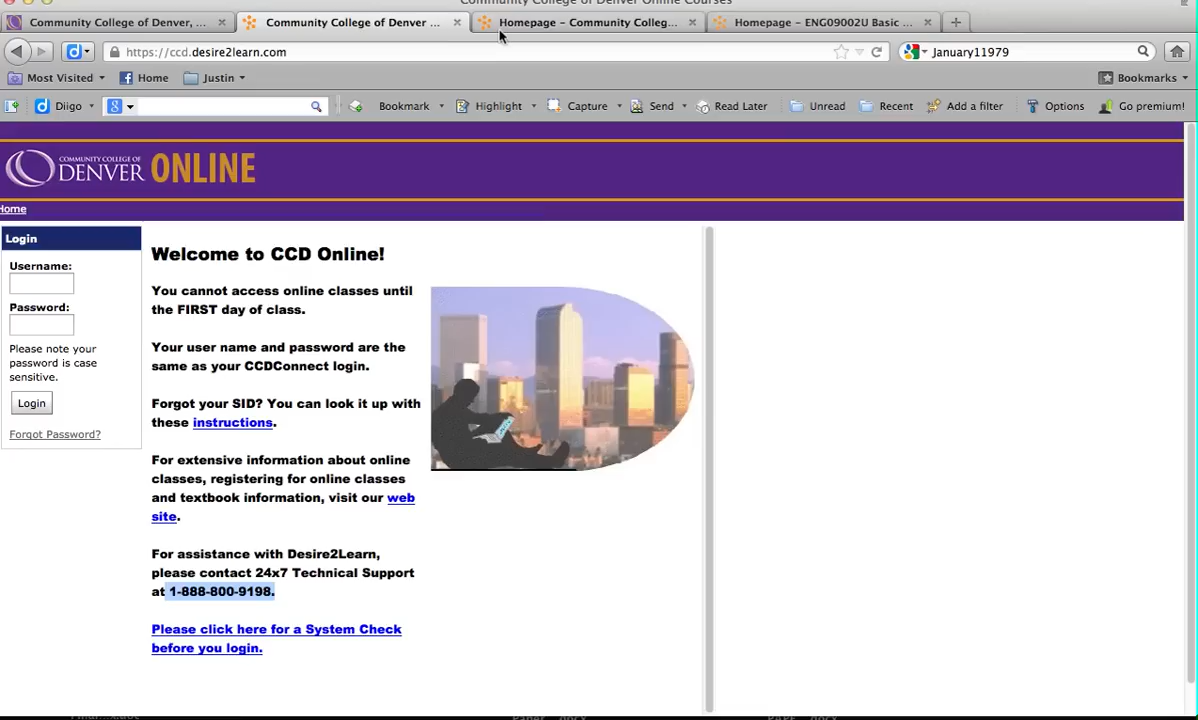 Community College of Denver Online Courses
Community College of Denver, ...
Community College of Denver ...
Homepage – Community Colleg...
Homepage – ENG09002U Basic ...
https://ccd.desire2learn.com
January11979
Most Visited
Home
Justin
Bookmarks
Diigo
Bookmark
Highlight
Capture
Send
Read Later
Unread
Recent
Add a filter
Options
Go premium!
COMMUNITY COLLEGE OF
DENVER ONLINE
Home
Login
Username:
Password:
Please note your
password is case
sensitive.
Login
Forgot Password?
Welcome to CCD Online!
You cannot access online classes until
the FIRST day of class.
Your user name and password are the
same as your CCDConnect login.
Forgot your SID? You can look it up with
these instructions.
For extensive information about online
classes, registering for online classes
and textbook information, visit our web
site.
For assistance with Desire2Learn,
please contact 24x7 Technical Support
at 1-888-800-9198.
Please click here for a System Check
before you login.